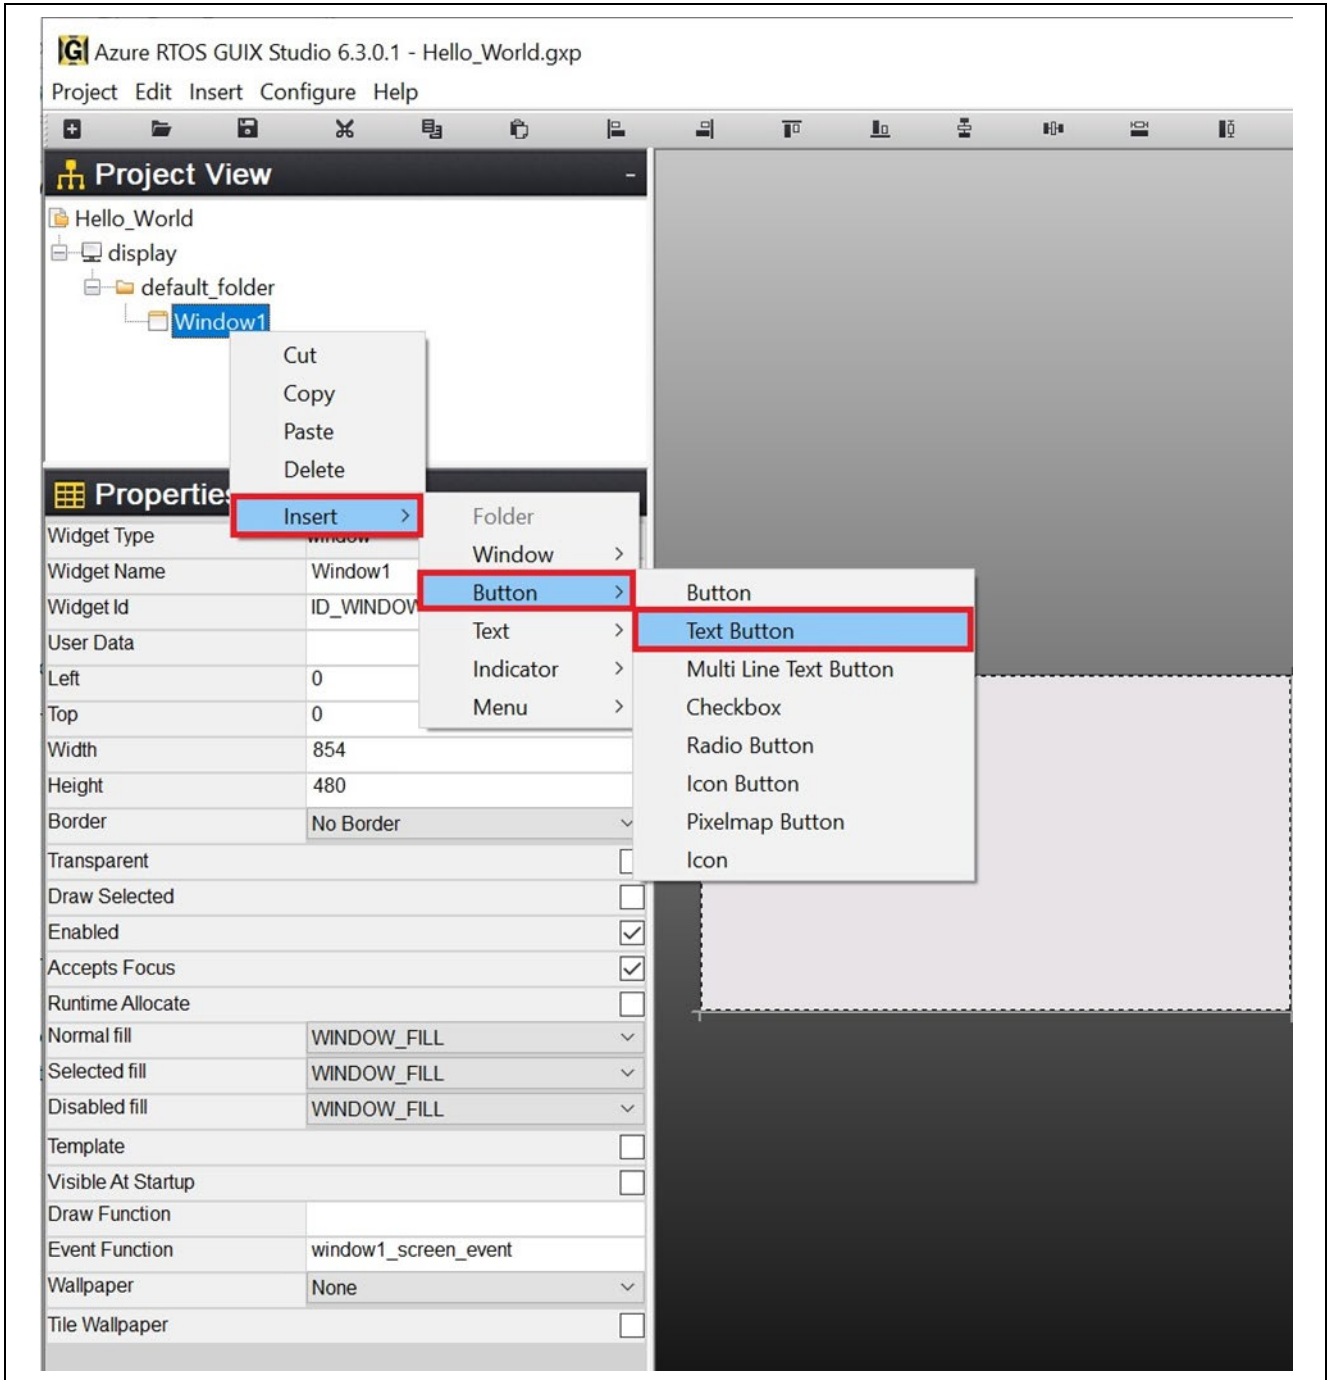 G Azure RTOS GUIX Studio 6.3.0.1 - Hello_World.gxp
Project Edit Insert Configure Help
Project View -
Hello_World
display
default_folder
Window1
Cut
Copy
Paste
Delete
Insert >
Folder
Window >
Button >
Text >
Indicator >
Menu >
Button
Text Button
Multi Line Text Button
Checkbox
Radio Button
Icon Button
Pixelmap Button
Icon
Properties
Widget Type window
Widget Name Window1
Widget Id ID_WINDOW
User Data
Left 0
Top 0
Width 854
Height 480
Border No Border
Transparent
Draw Selected
Enabled
Accepts Focus
Runtime Allocate
Normal fill WINDOW_FILL
Selected fill WINDOW_FILL
Disabled fill WINDOW_FILL
Template
Visible At Startup
Draw Function
Event Function window1_screen_event
Wallpaper None
Tile Wallpaper